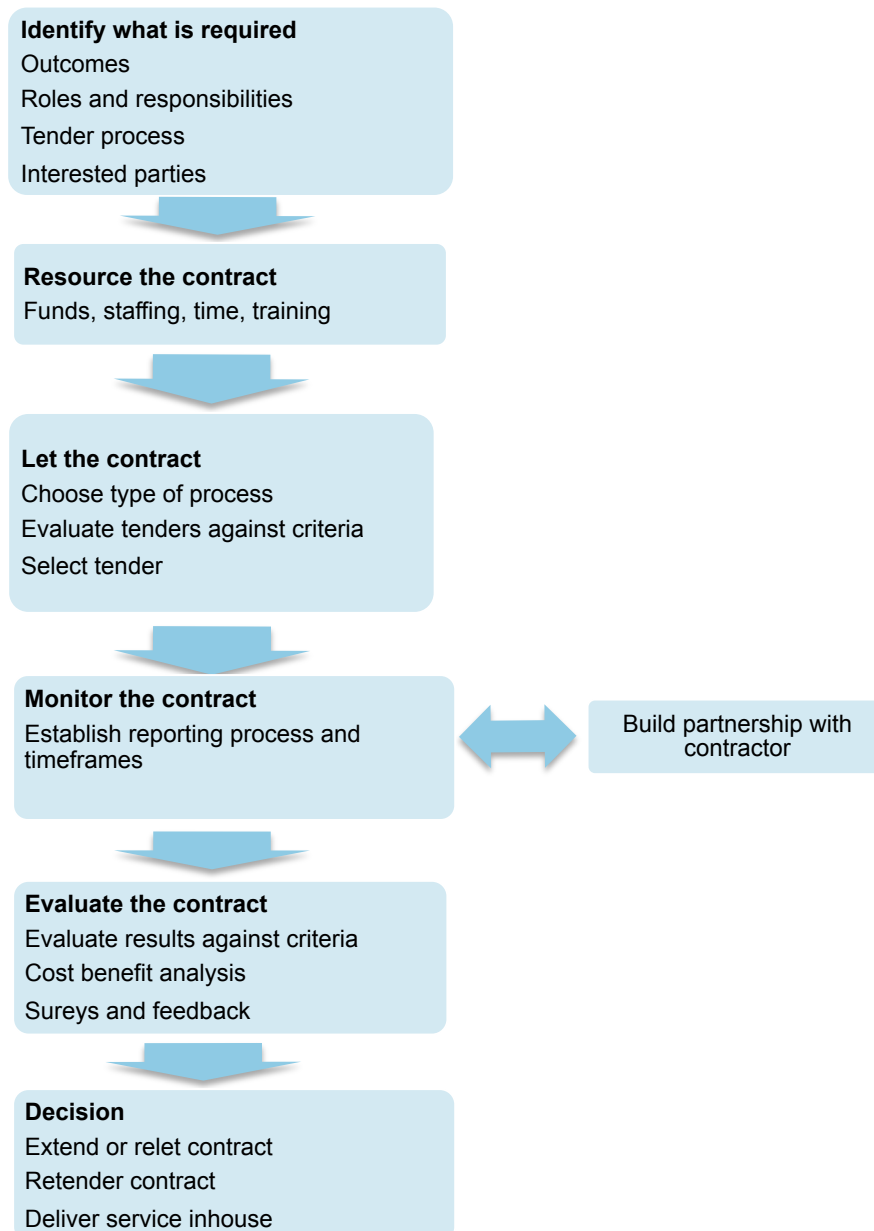 Identify what is required
Outcomes
Roles and responsibilities
Tender process
Interested parties
Resource the contract
Funds, staffing, time, training
Let the contract
Choose type of process
Evaluate tenders against criteria
Select tender
Monitor the contract
Establish reporting process and
timeframes
Build partnership with
contractor
Evaluate the contract
Evaluate results against criteria
Cost benefit analysis
Sureys and feedback
Decision
Extend or relet contract
Retender contract
Deliver service inhouse